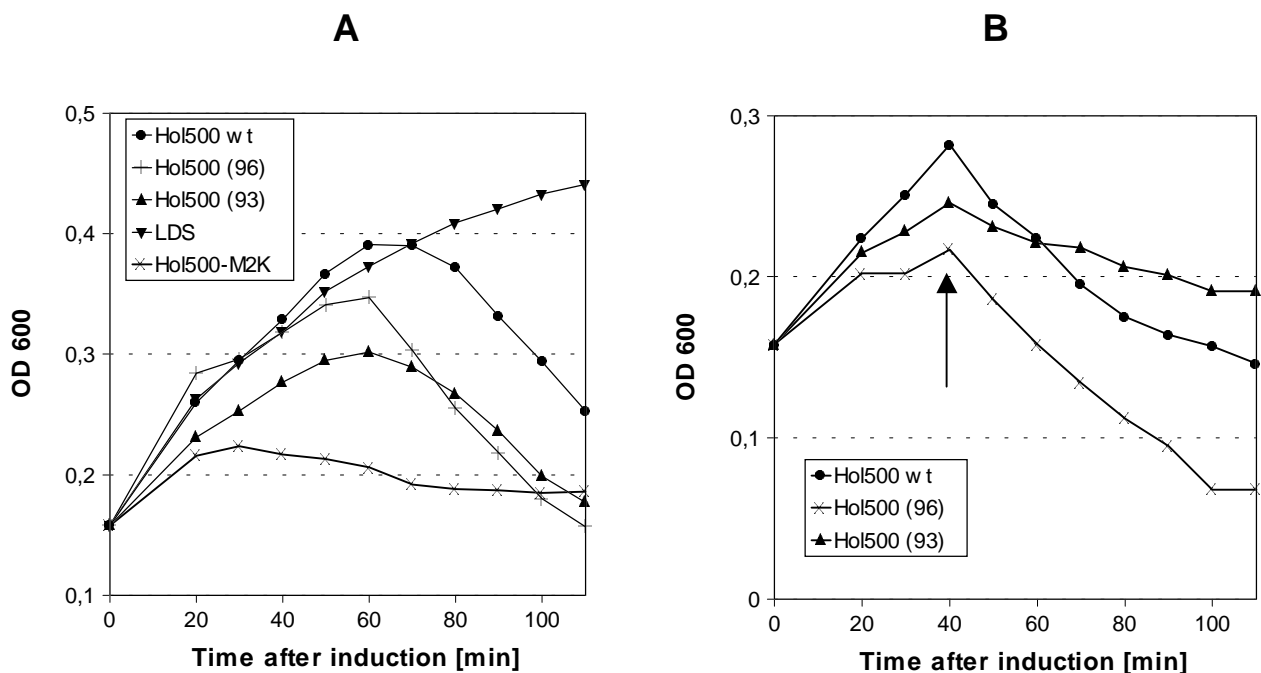 A
0,5
0,4
0,3
0,2
0,1
OD 600
Hol500 wt
Hol500 (96)
Hol500 (93)
LDS
Hol500-M2K
0 20 40 60 80 100
Time after induction [min]
B
0,3
0,2
0,1
0
OD 600
Hol500 wt
Hol500 (96)
Hol500 (93)
0 20 40 60 80 100
Time after induction [min]